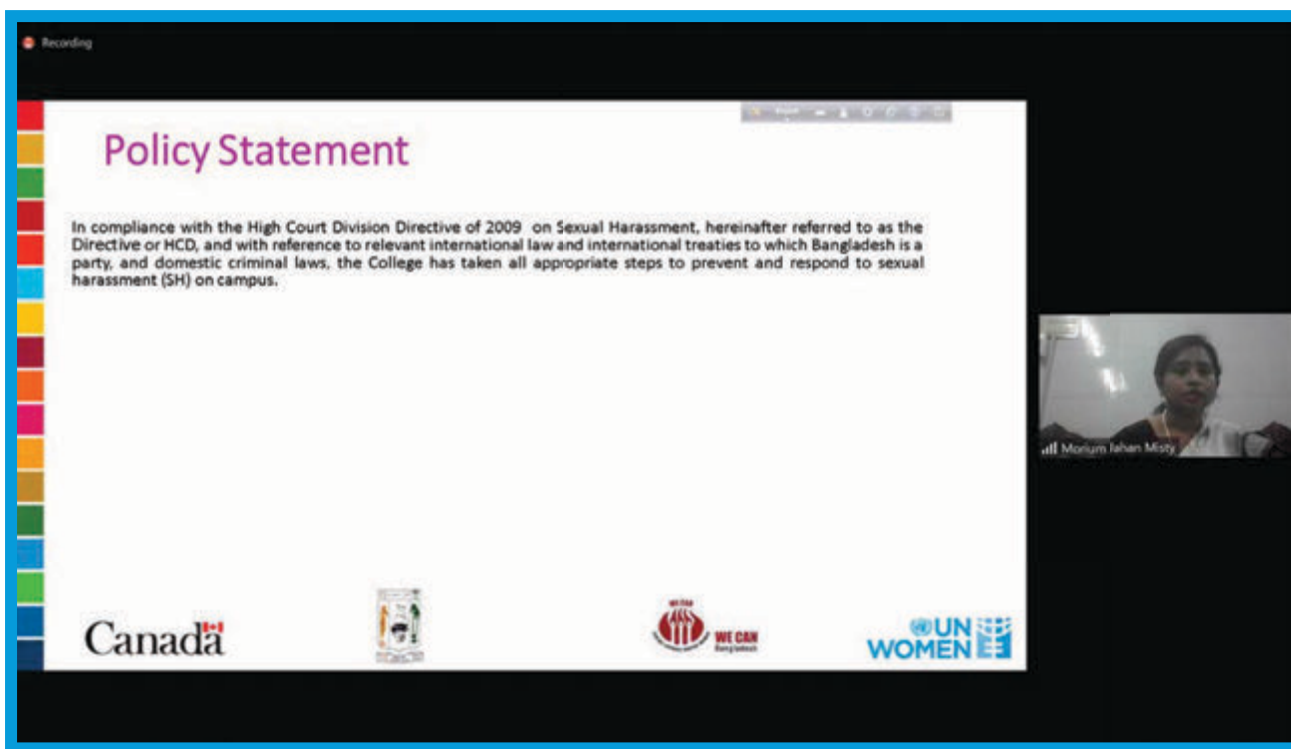 Recording
Policy Statement
In compliance with the High Court Division Directive of 2009 on Sexual Harassment, hereinafter referred to as the
Directive or HCD, and with reference to relevant international law and international treaties to which Bangladesh is a
party, and domestic criminal laws, the College has taken all appropriate steps to prevent and respond to sexual
harassment (SH) on campus.
Morium Jahan Misty
Canada
WE CAN
WE CAN
Bangladesh
UN
WOMEN